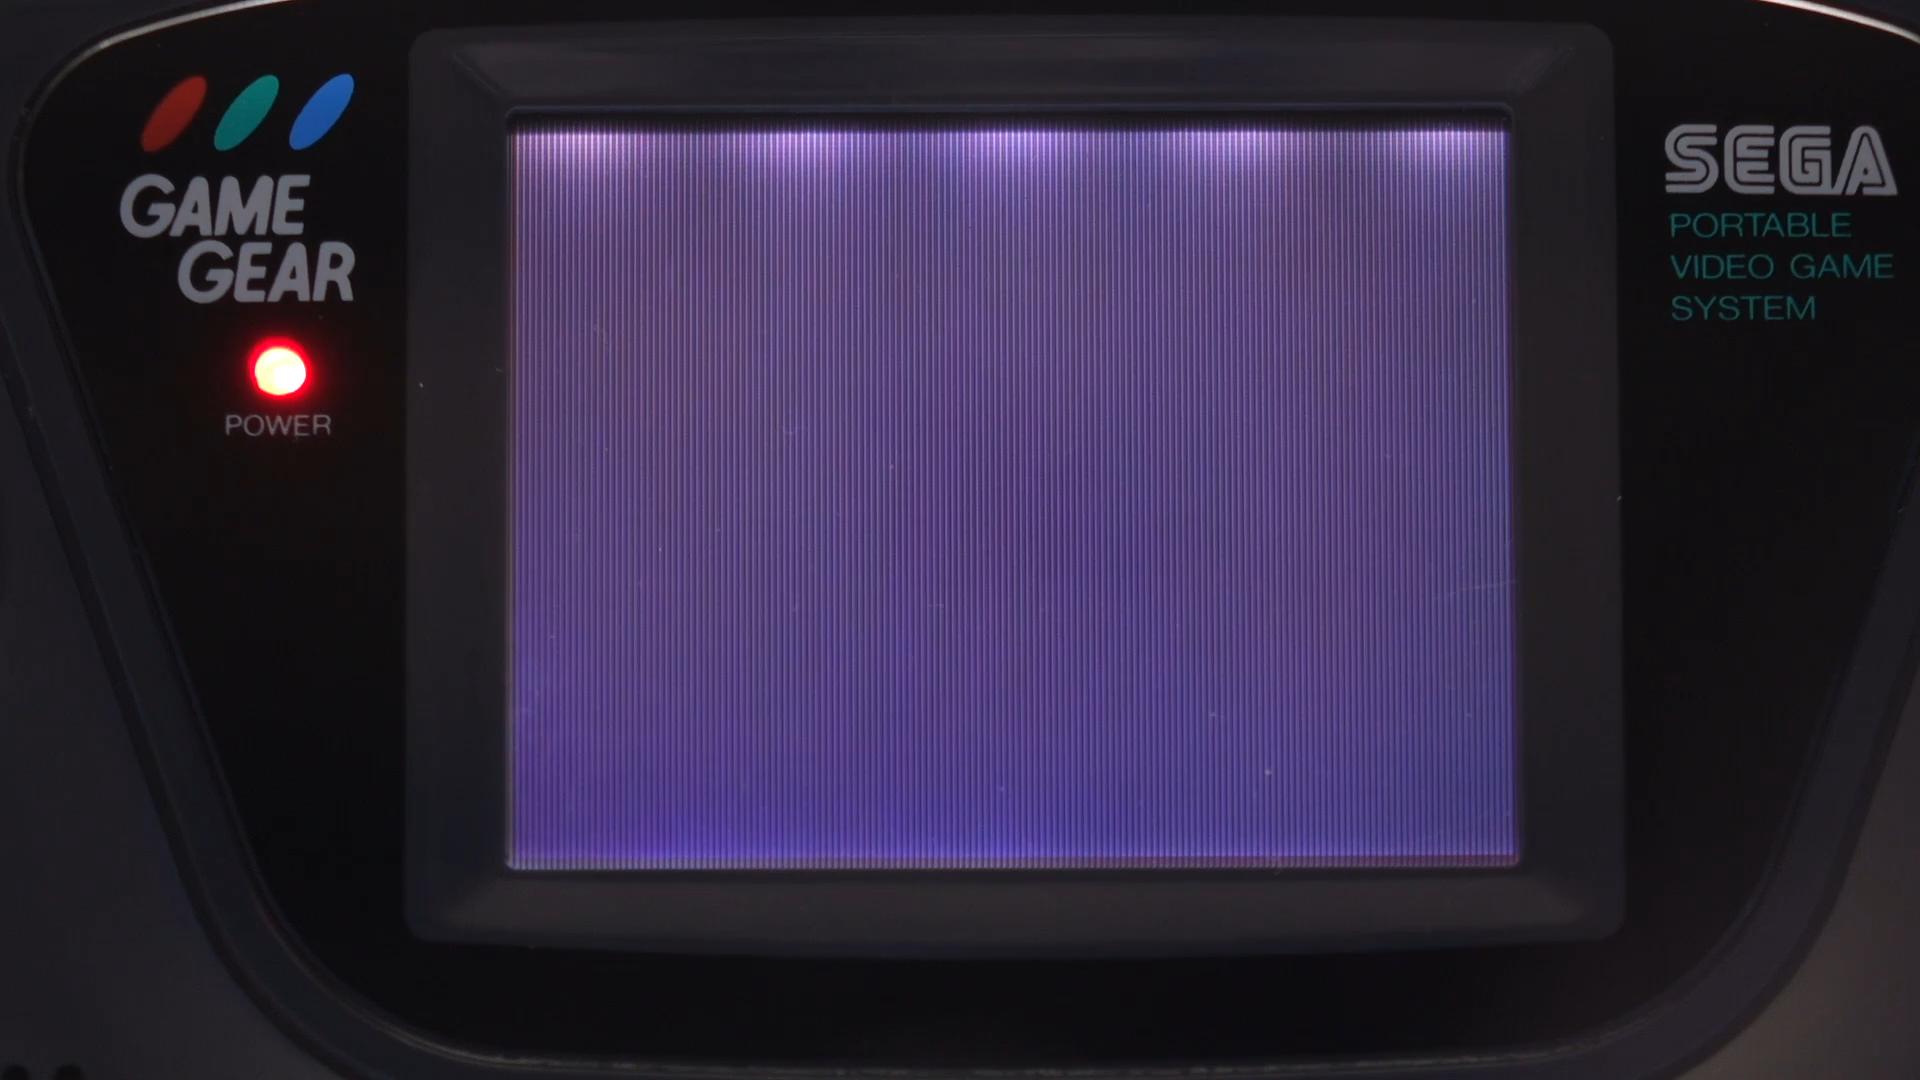 GAME
GEAR
POWER
SEGA
PORTABLE
VIDEO GAME
SYSTEM